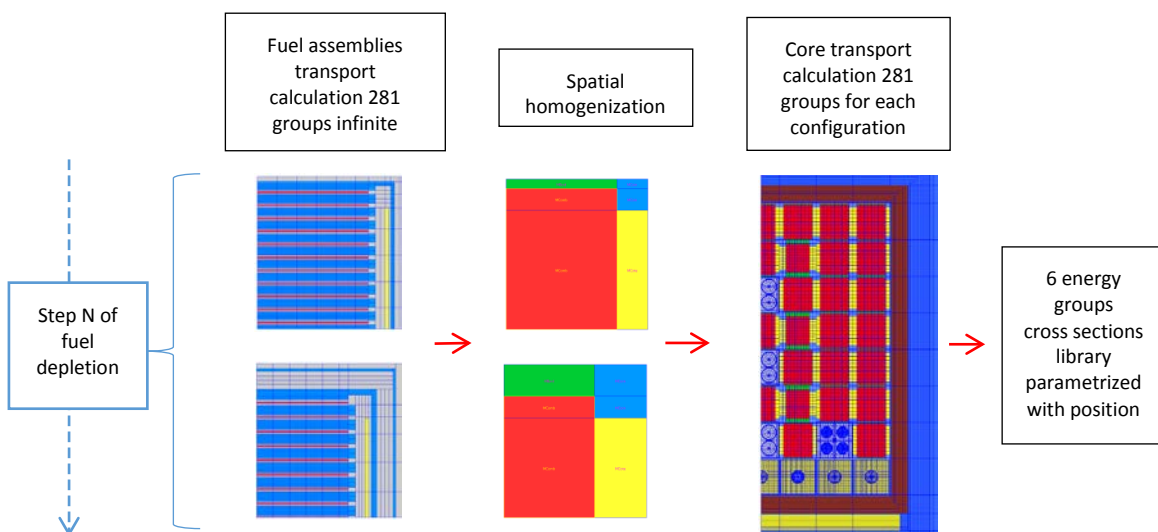 Fuel assemblies
transport
calculation 281
groups infinite
Spatial
homogenization
Core transport
calculation 281
groups for each
configuration
Step N of
fuel
depletion
6 energy
groups
cross sections
library
parametrized
with position